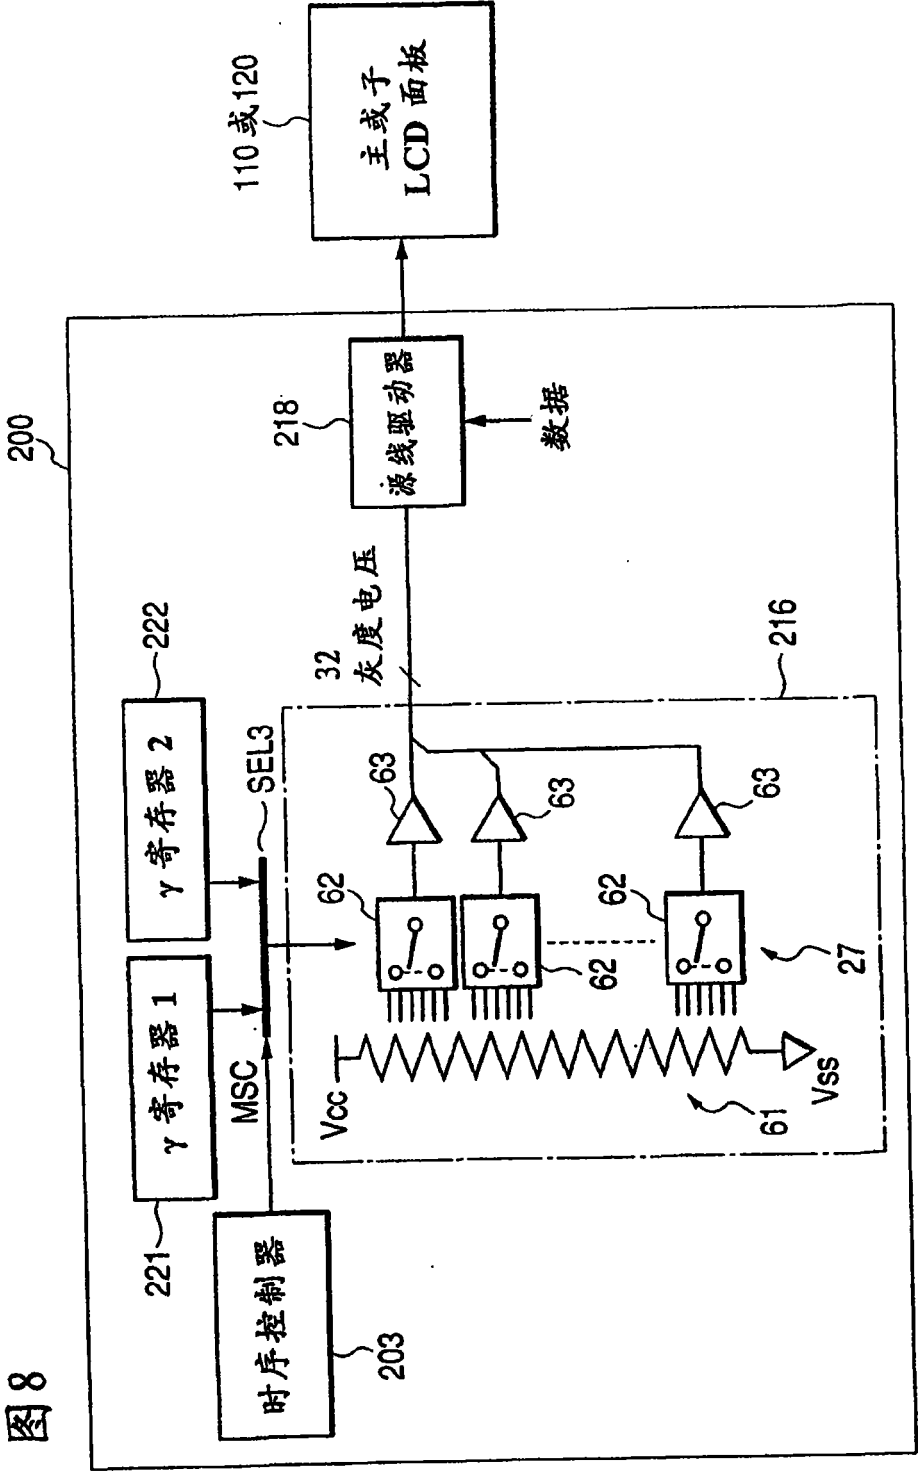 图 8
200
221
γ 寄存器 1
γ 寄存器 2
222
203
时序控制器
MSC
SEL3
110 或 120
主或子
LCD 面板
218
源线驱动器
数据
32
灰度电压
216
62
62
62
63
63
63
27
61
Vcc
Vss